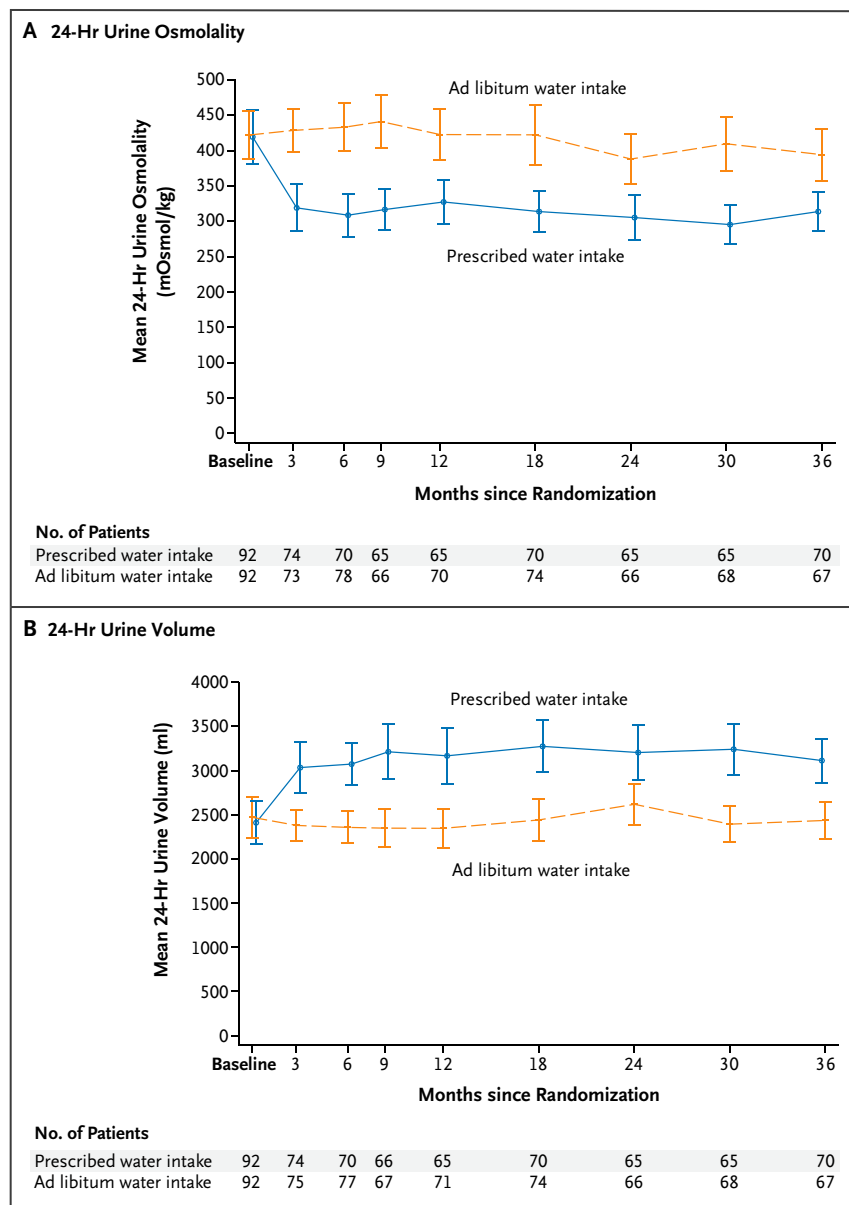 A 24-Hr Urine Osmolality
500
450
400
350
300
250
200
150
100
50
0
Mean 24-Hr Urine Osmolality
(mOsmol/kg)
Ad libitum water intake
Prescribed water intake
Baseline 3 6 9 12 18 24 30 36
Months since Randomization
No. of Patients
Prescribed water intake 92 74 70 65 65 70 65 65 70
Ad libitum water intake 92 73 78 66 70 74 66 68 67
B 24-Hr Urine Volume
4000
3500
3000
2500
2000
1500
1000
500
0
Mean 24-Hr Urine Volume (ml)
Prescribed water intake
Ad libitum water intake
Baseline 3 6 9 12 18 24 30 36
Months since Randomization
No. of Patients
Prescribed water intake 92 74 70 66 65 70 65 65 70
Ad libitum water intake 92 75 77 67 71 74 66 68 67